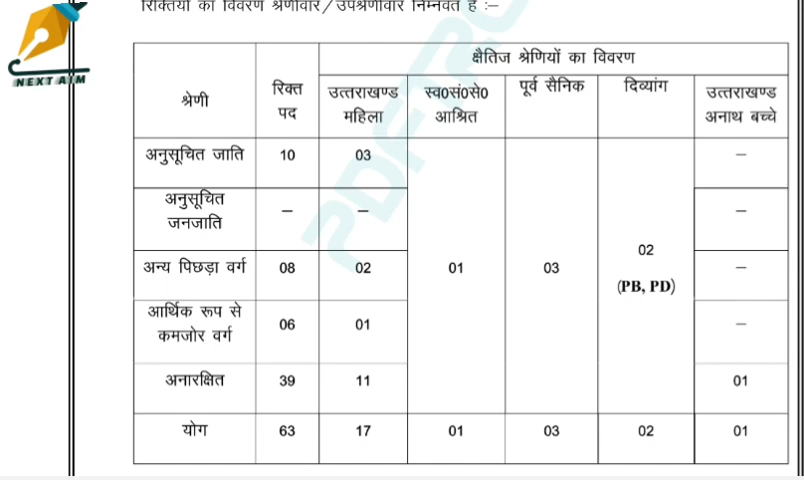 रिक्तियों का विवरण श्रेणीवार/उपश्रेणीवार निम्नवत है :–
NEXT AIM
क्षैतिज श्रेणियों का विवरण
श्रेणी
रिक्त
पद
उत्तराखण्ड
महिला
स्व0सं0से0
आश्रित
पूर्व सैनिक
दिव्यांग
उत्तराखण्ड
अनाथ बच्चे
अनुसूचित जाति 10 03 –
अनुसूचित
जनजाति
– – –
अन्य पिछड़ा वर्ग 08 02 01 03 02 –
(PB, PD)
आर्थिक रूप से
कमजोर वर्ग
06 01 –
अनारक्षित 39 11 01
योग 63 17 01 03 02 01